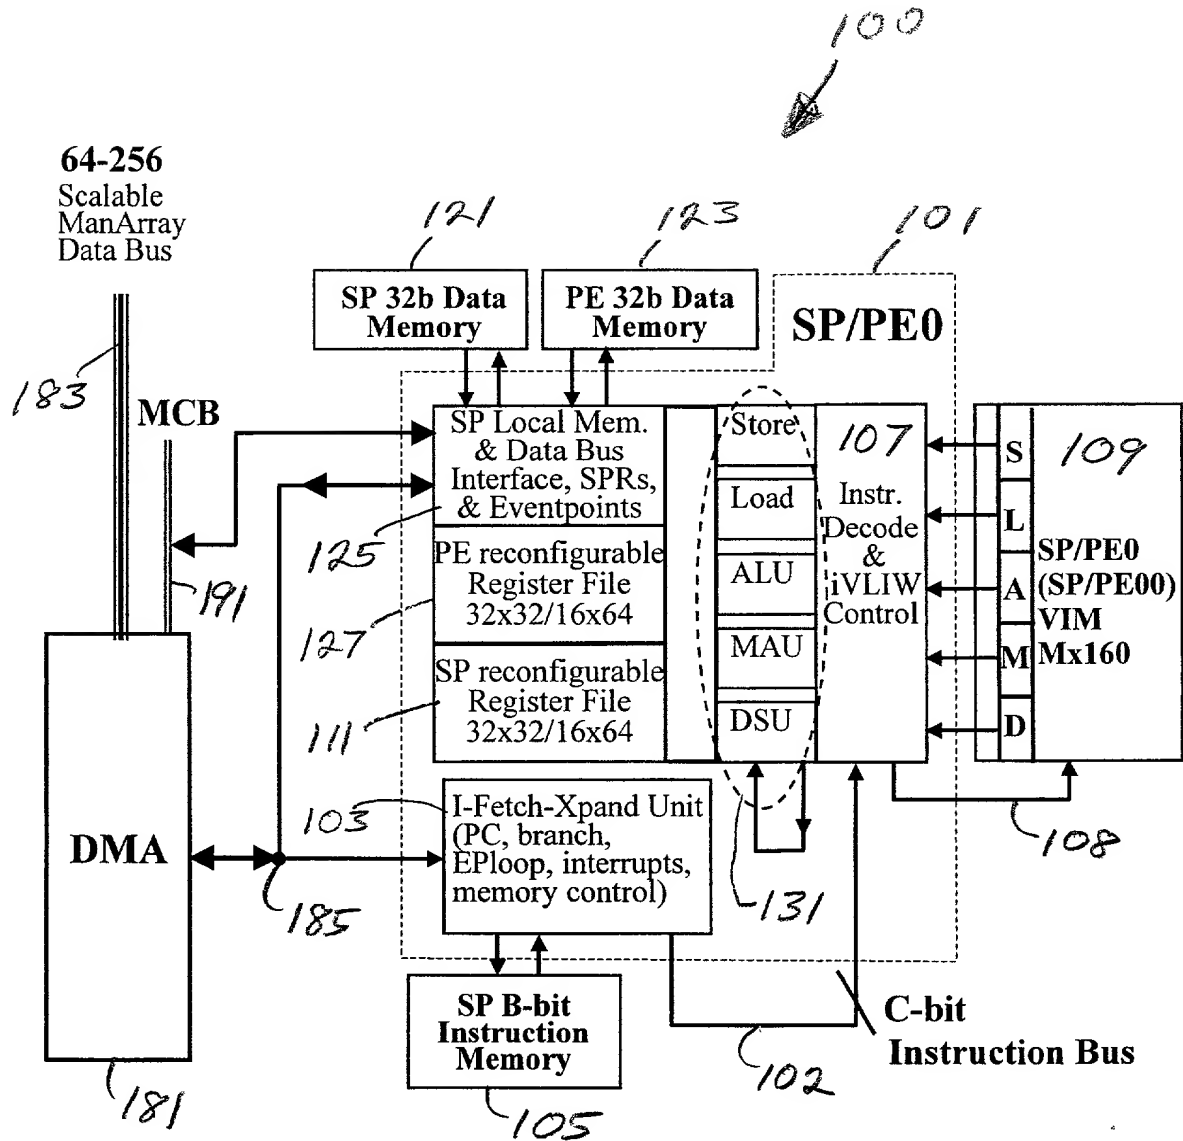 100
64-256
Scalable
ManArray
Data Bus
121
123
101
SP 32b Data
Memory
PE 32b Data
Memory
SP/PE0
183
MCB
SP Local Mem.
& Data Bus
Interface, SPRs,
& Eventpoints
125
PE reconfigurable
Register File
32x32/16x64
127
SP reconfigurable
Register File
32x32/16x64
111
Store
Load
ALU
MAU
DSU
107
Instr.
Decode
&
iVLIW
Control
S
L
A
M
D
109
SP/PE0
(SP/PE00)
VIM
Mx160
191
103
I-Fetch-Xpand Unit
(PC, branch,
EPloop, interrupts,
memory control)
131
108
DMA
185
SP B-bit
Instruction
Memory
C-bit
Instruction Bus
102
181
105